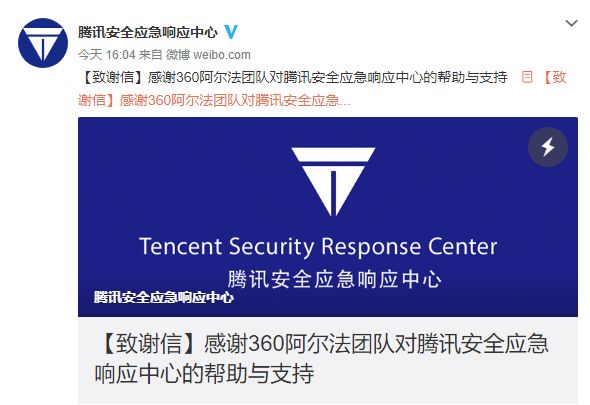 腾讯安全应急响应中心
今天 16:04 来自 微博 weibo.com
【致谢信】感谢360阿尔法团队对腾讯安全应急响应中心的帮助与支持 【致
谢信】感谢360阿尔法团队对腾讯安全应急...
Tencent Security Response Center
腾讯安全应急响应中心
腾讯安全应急响应中心
【致谢信】感谢360阿尔法团队对腾讯安全应急
响应中心的帮助与支持